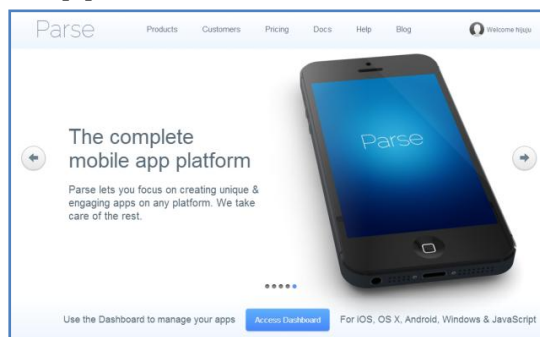 Parse Products Customers Pricing Docs Help Blog Welcome hijuju
The complete
mobile app platform
Parse lets you focus on creating unique &
engaging apps on any platform. We take
care of the rest.
Parse
Use the Dashboard to manage your apps Access Dashboard For iOS, OS X, Android, Windows & JavaScript